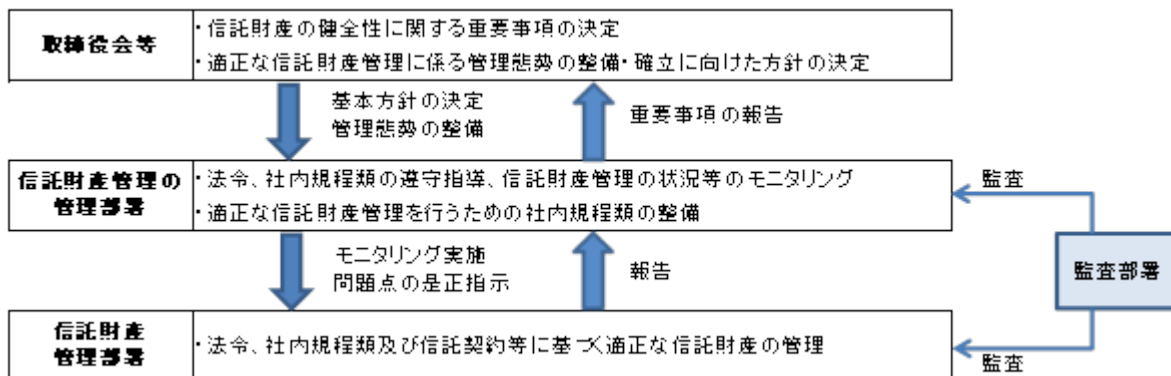 取締役会等
・信託財産の健全性に関する重要事項の決定
・適正な信託財産管理に係る管理態勢の整備・確立に向けた方針の決定
基本方針の決定
管理態勢の整備
重要事項の報告
信託財産管理の
管理部署
・法令、社内規程類の遵守指導、信託財産管理の状況等のモニタリング
・適正な信託財産管理を行うための社内規程類の整備
監査
モニタリング実施
問題点の是正指示
報告
監査部署
信託財産
管理部署
・法令、社内規程類及び信託契約等に基づく適正な信託財産の管理
監査